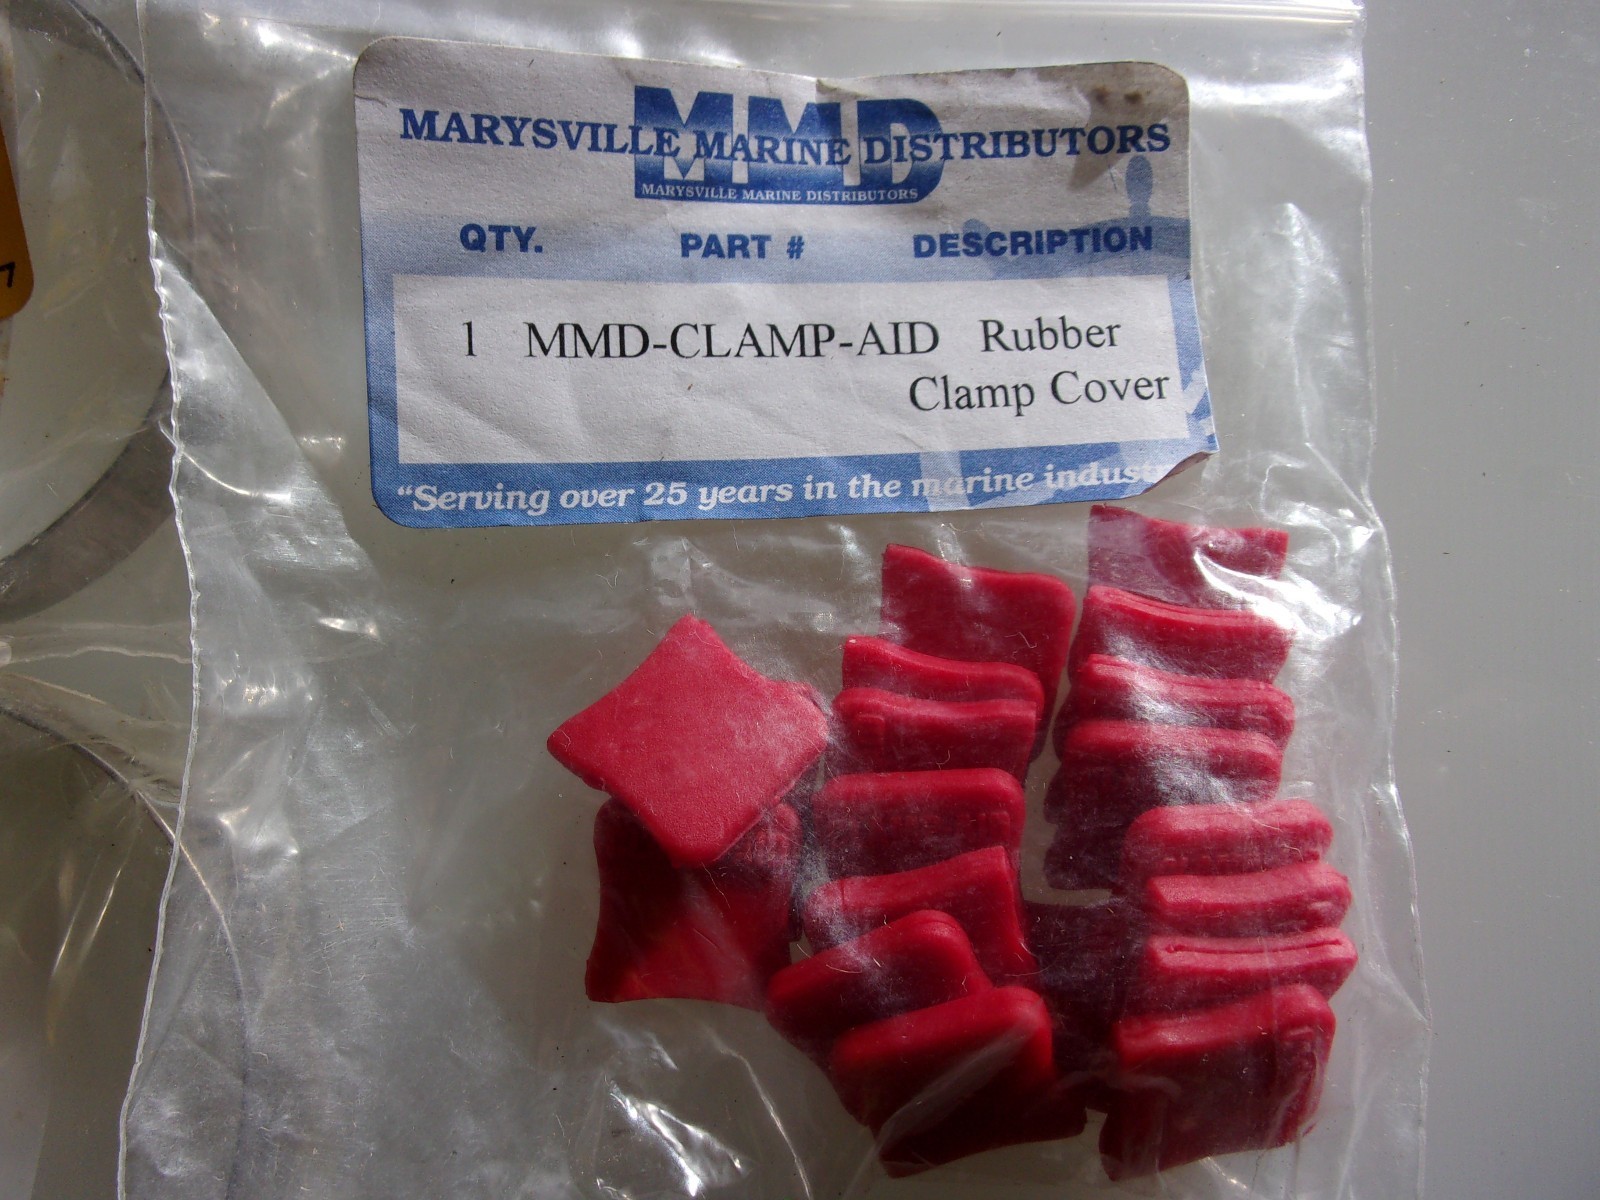 MMD
MARYSVILLE MARINE DISTRIBUTORS
MARYSVILLE MARINE DISTRIBUTORS
QTY. PART # DESCRIPTION
1 MMD-CLAMP-AID Rubber
Clamp Cover
“Serving over 25 years in the marine indust